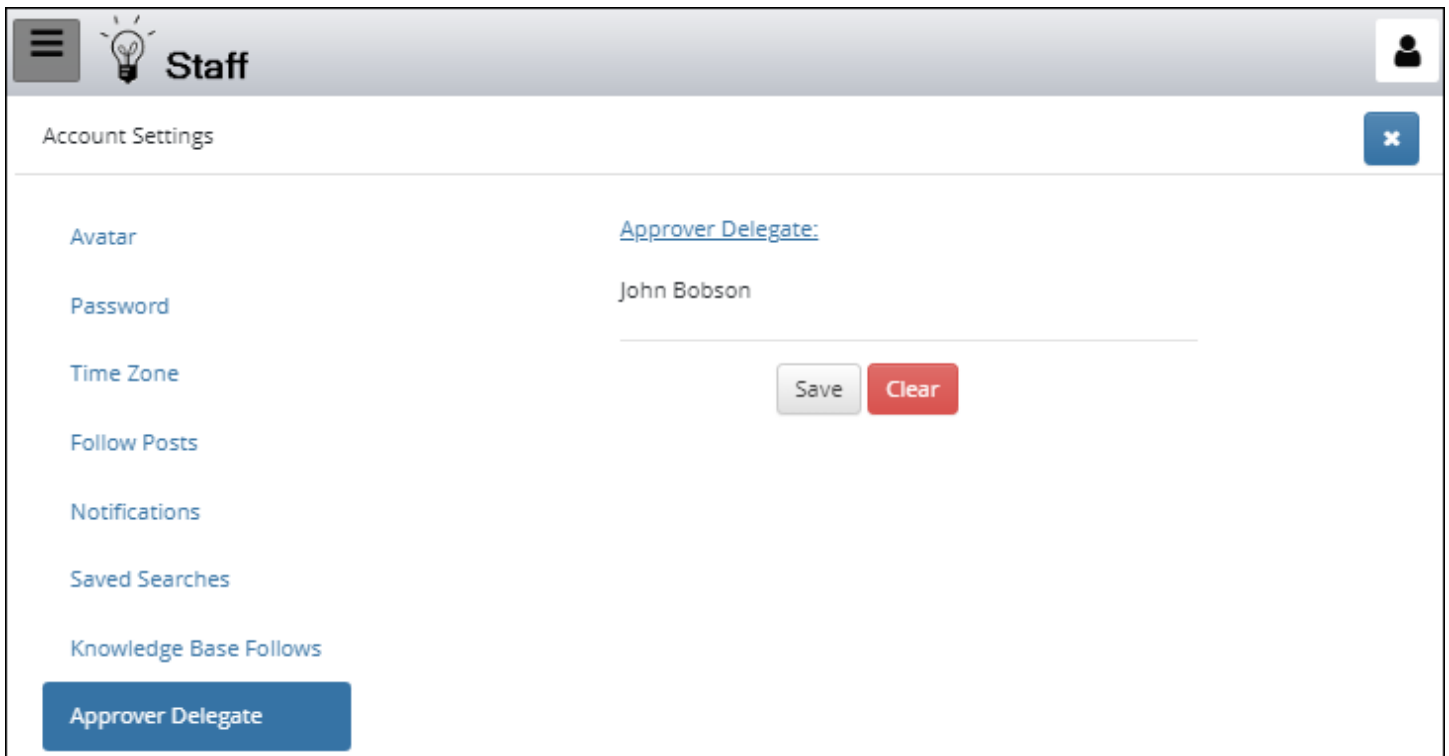 Staff
Account Settings
Avatar
Password
Time Zone
Follow Posts
Notifications
Saved Searches
Knowledge Base Follows
Approver Delegate
Approver Delegate:
John Bobson
Save
Clear